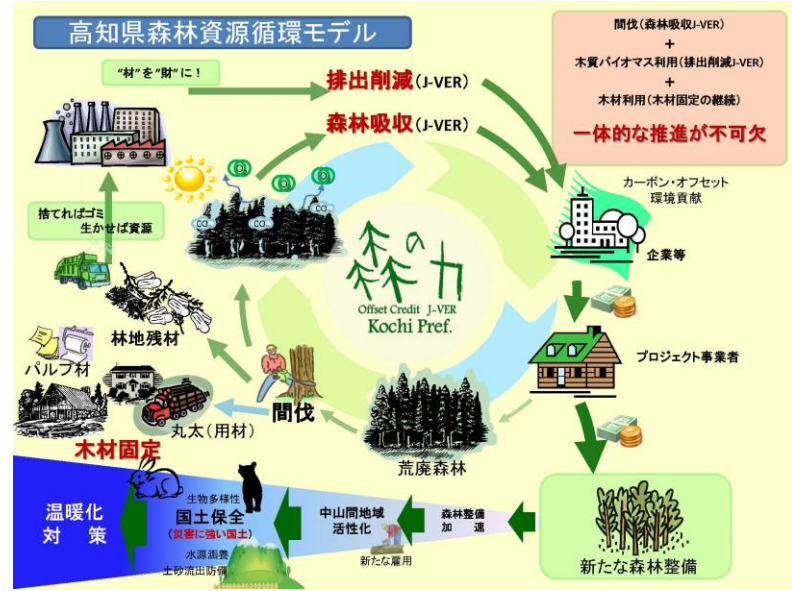 高知県森林資源循環モデル
間伐(森林吸収J-VER)
+
木質バイオマス利用(排出削減J-VER)
+
木材利用(木材固定の継続)
一体的な推進が不可欠
“材”を“財”に!
排出削減(J-VER)
森林吸収(J-VER)
カーボン・オフセット
環境貢献
企業等
捨てればゴミ
生かせば資源
CO₂
CO₂
CO₂
森の力
Offset Credit J-VER
Kochi Pref.
林地残材
パルプ材
プロジェクト事業者
間伐
丸太(用材)
荒廃森林
木材固定
温暖化
対 策
生物多様性
国土保全
(災害に強い国土)
水源涵養
土砂流出防備
中山間地域
活性化
新たな雇用
森林整備
加 速
新たな森林整備